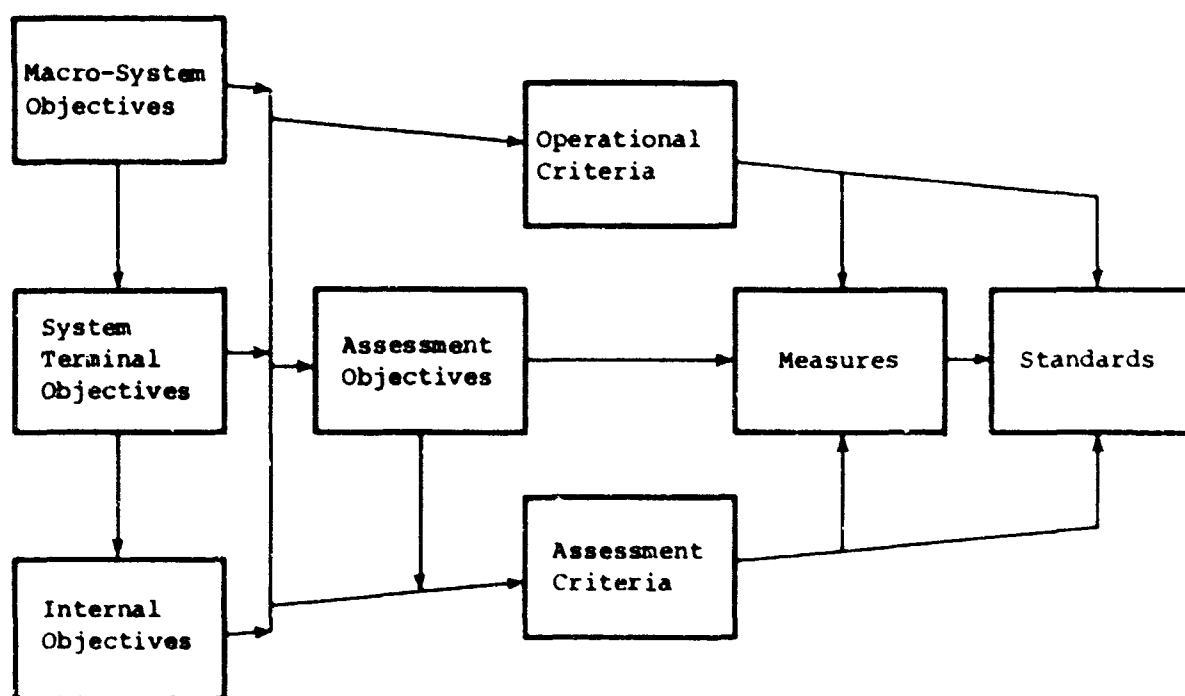 Macro-System
Objectives
Operational
Criteria
System
Terminal
Objectives
Assessment
Objectives
Measures
Standards
Assessment
Criteria
Internal
Objectives